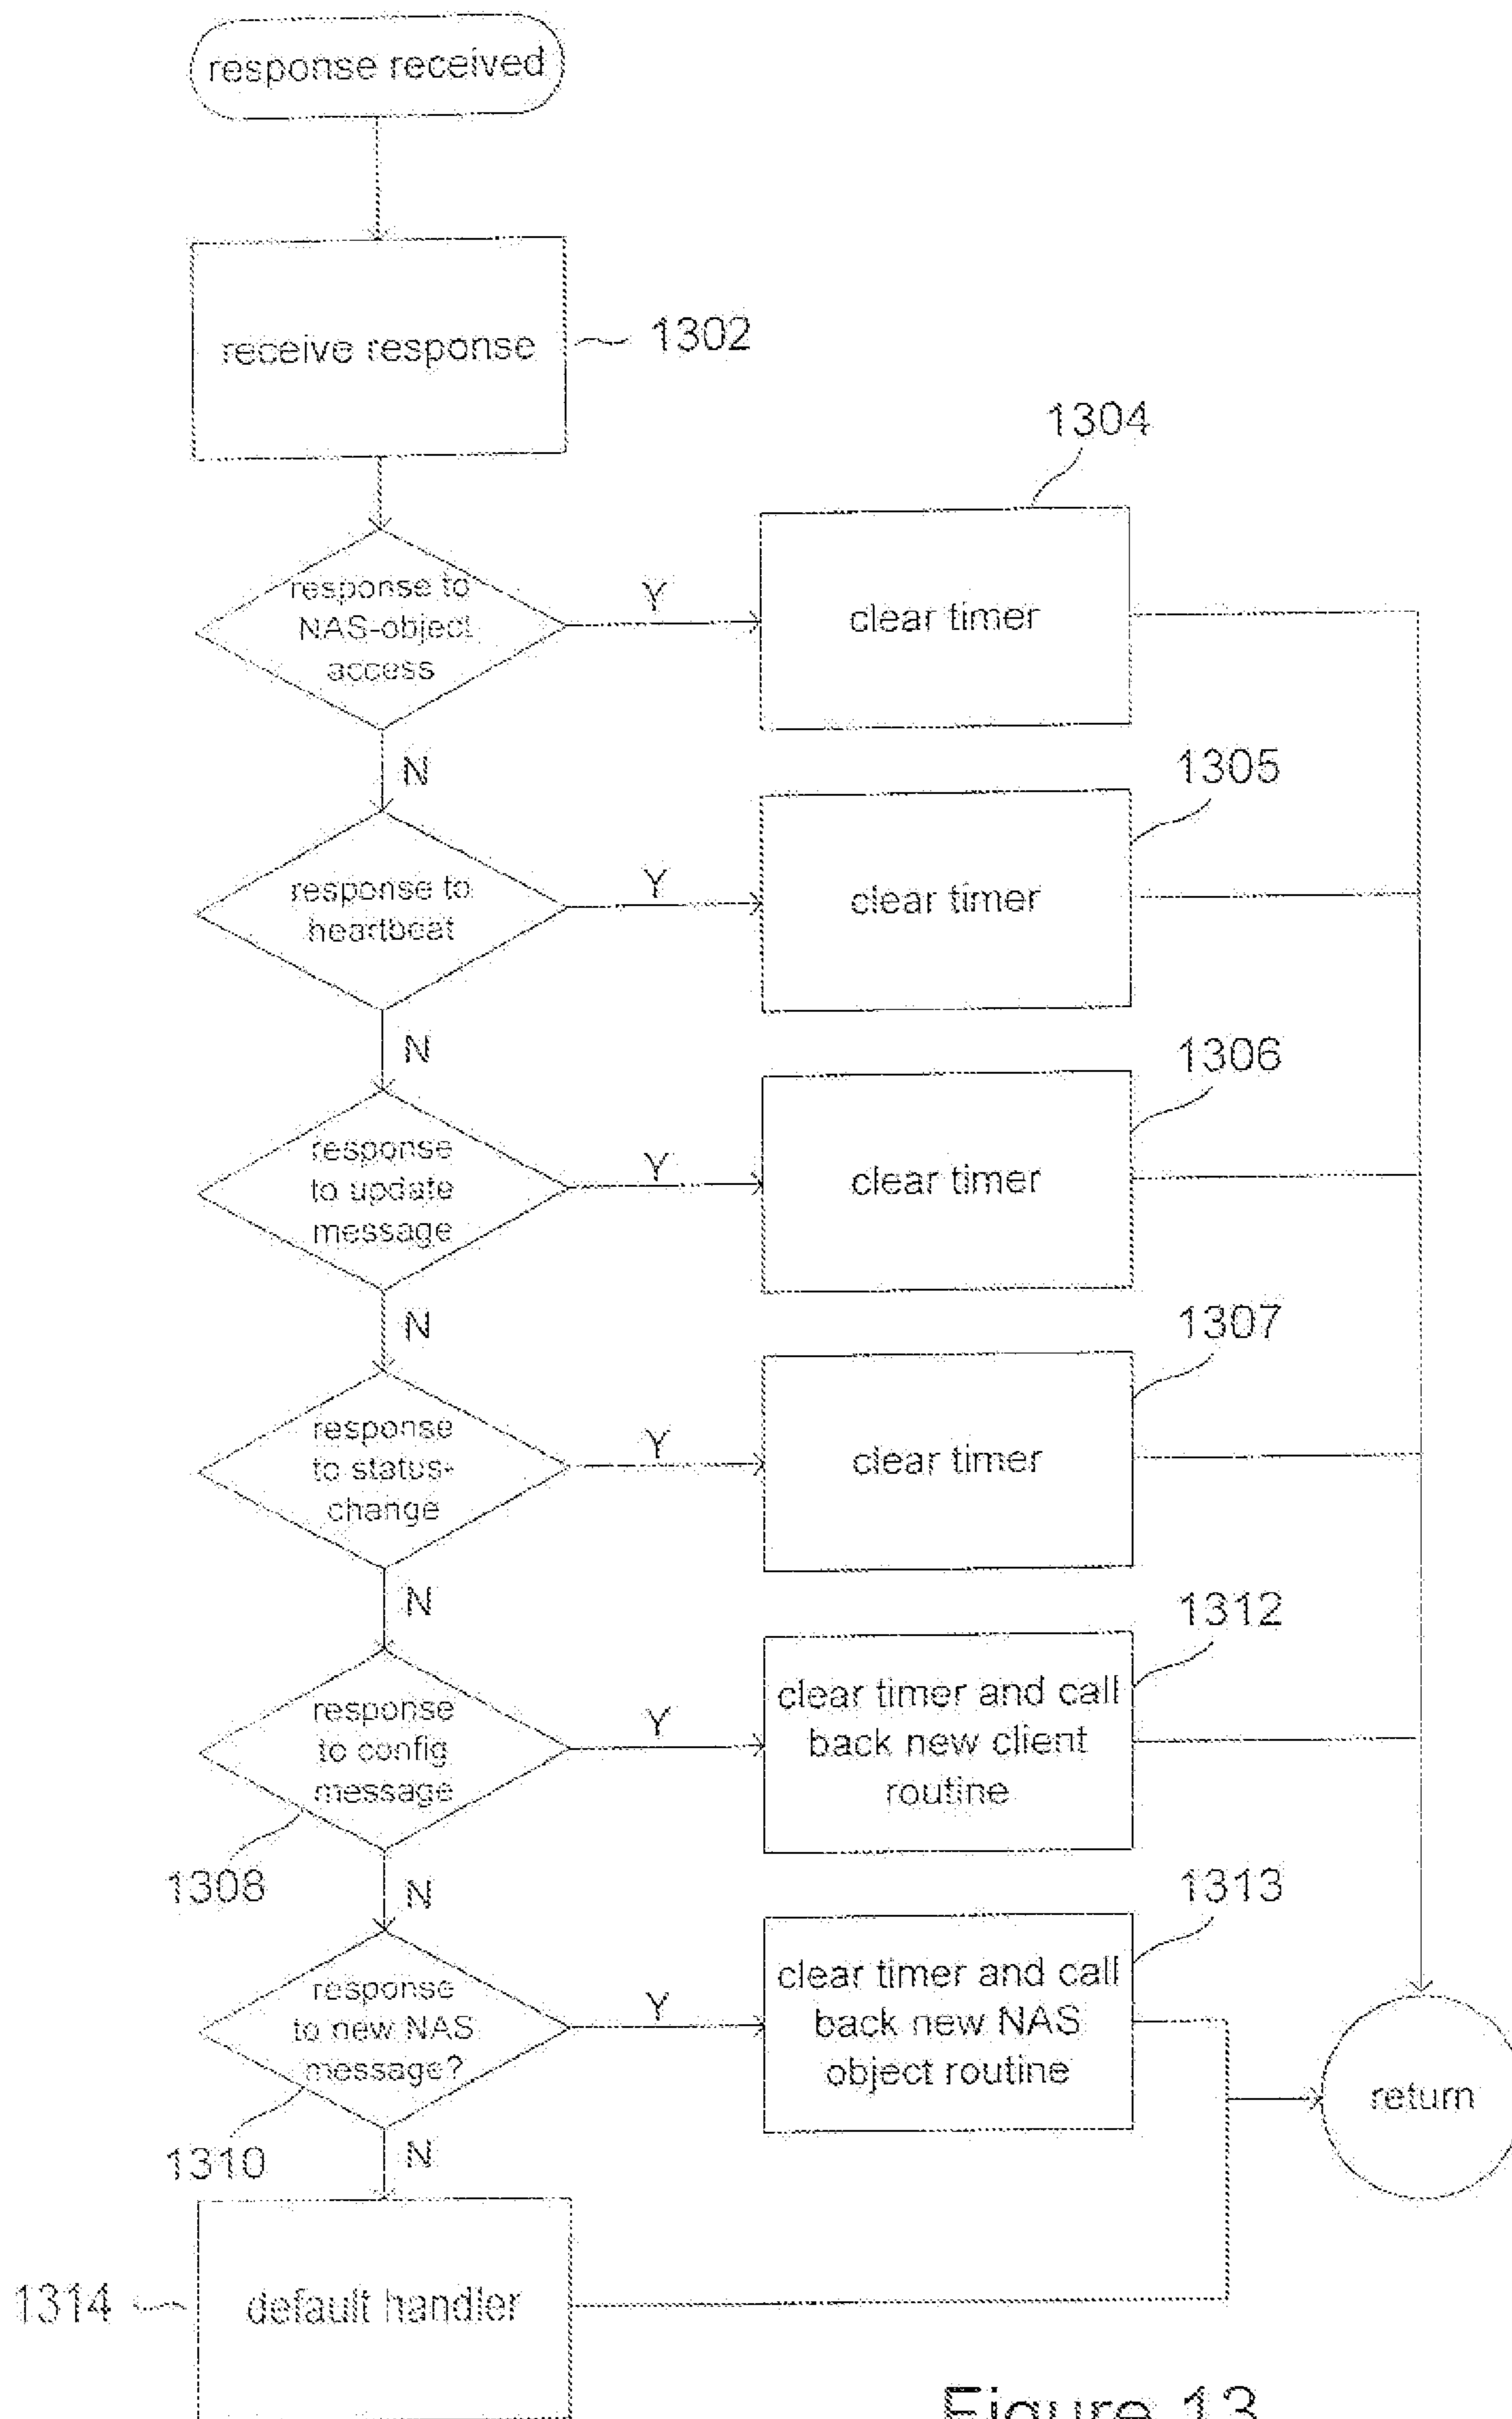 response received
receive response
1302
1304
response to
NAS-object
access
Y
clear timer
N
1305
response to
heartbeat
Y
clear timer
N
1306
response
to update
message
Y
clear timer
N
1307
response
to status-
change
Y
clear timer
N
1312
response
to config
message
Y
clear timer and call
back new client
routine
1308
N
1313
response
to new NAS
message?
Y
clear timer and call
back new NAS
object routine
return
1310
N
1314
default handler
Figure 13